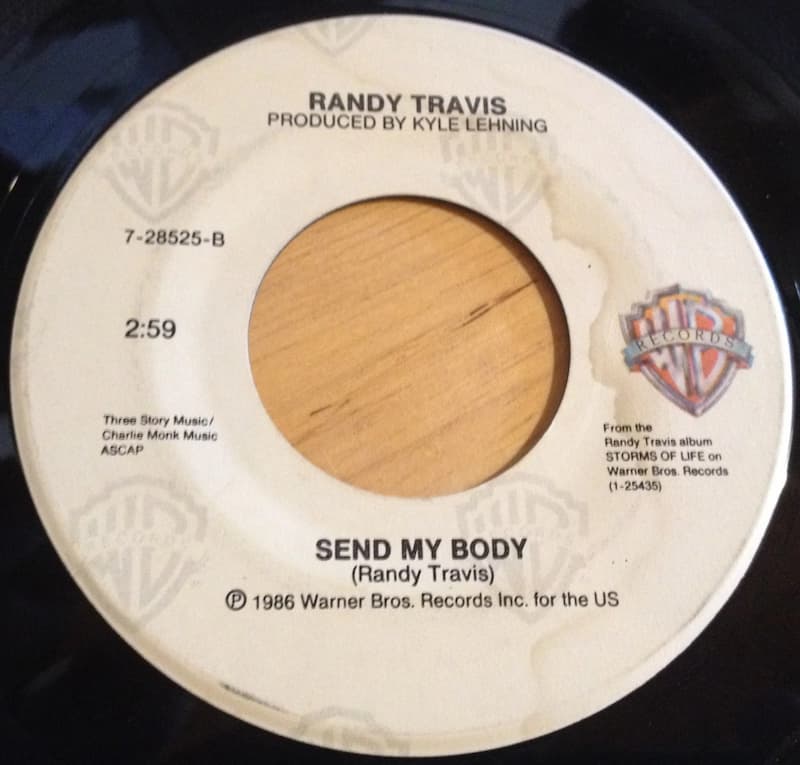 RANDY TRAVIS
PRODUCED BY KYLE LEHNING
7-28525-B
2:59
RECORDS
Three Story Music/
Charlie Monk Music
ASCAP
From the
Randy Travis album
STORMS OF LIFE on
Warner Bros. Records
(1-25435)
SEND MY BODY
(Randy Travis)
Ⓟ 1986 Warner Bros. Records Inc. for the US